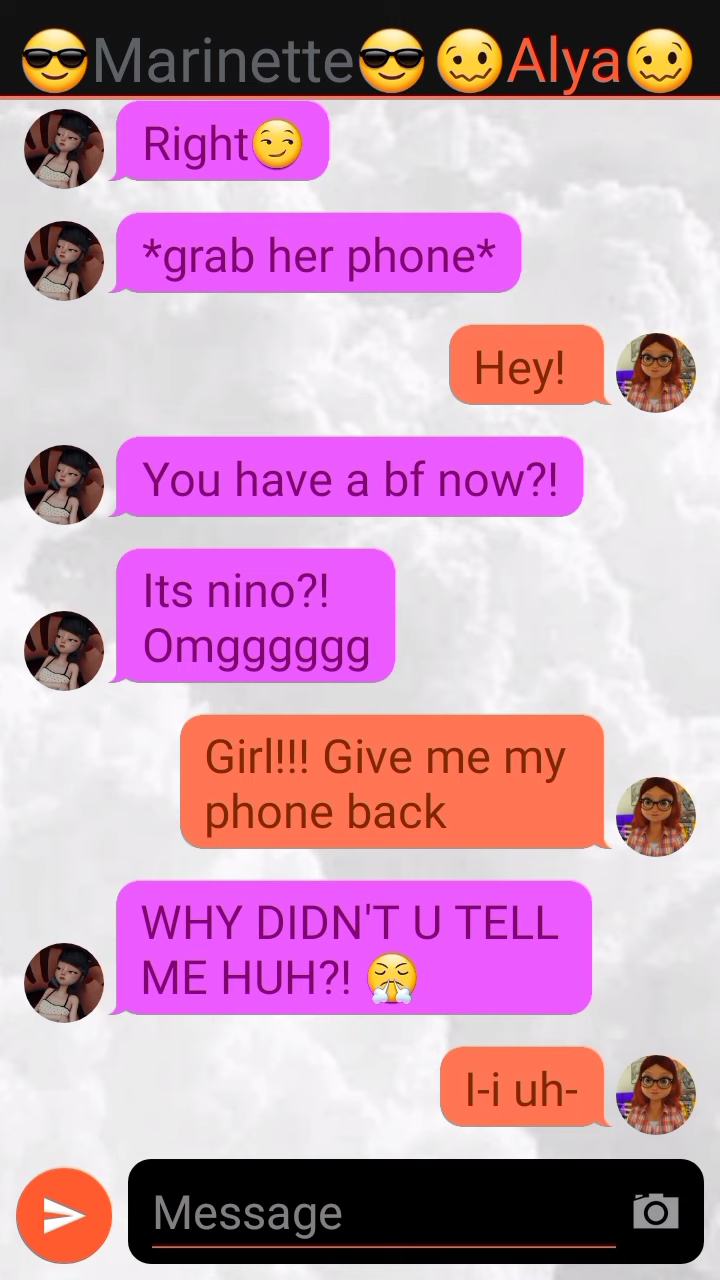 😎Marinette😎🥴Alya🥴
Right😏
*grab her phone*
Hey!
You have a bf now?!
Its nino?!
Omgggggg
Girl!!! Give me my
phone back
WHY DIDN'T U TELL
ME HUH?! 😤
I-i uh-
Message